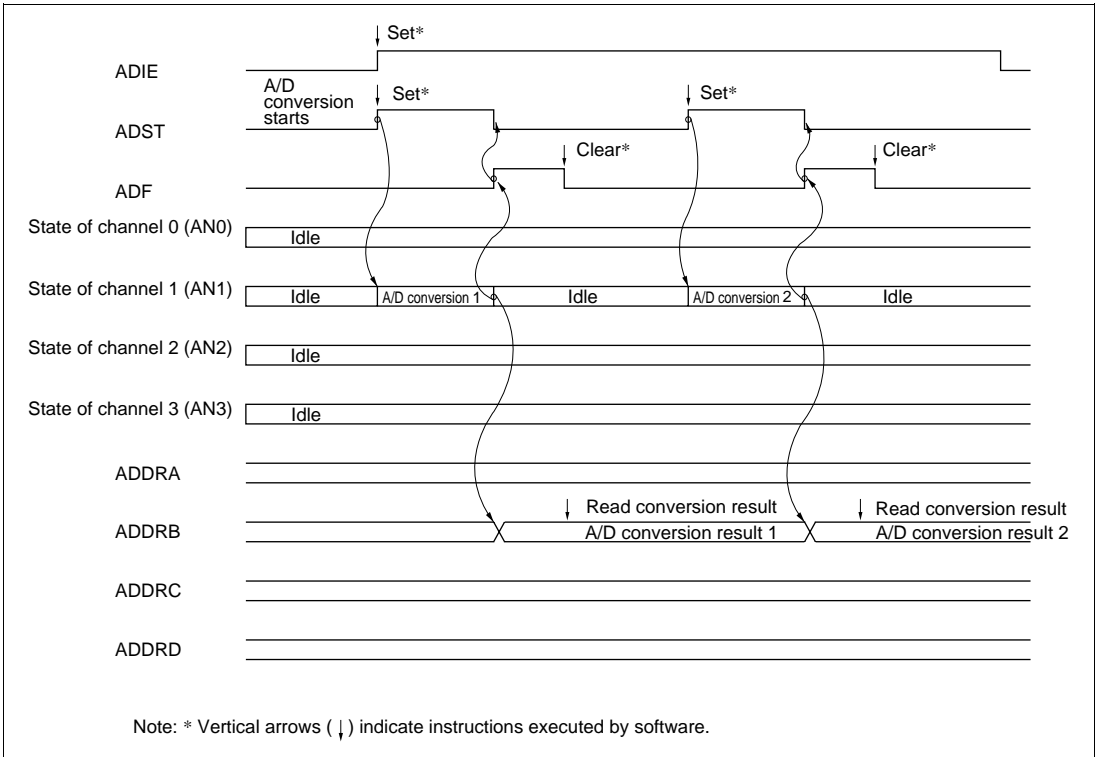 Set*
ADIE
A/D
conversion
starts
Set*
Set*
ADST
Clear*
Clear*
ADF
State of channel 0 (AN0)
Idle
State of channel 1 (AN1)
Idle
A/D conversion 1
Idle
A/D conversion 2
Idle
State of channel 2 (AN2)
Idle
State of channel 3 (AN3)
Idle
ADDRA
Read conversion result
Read conversion result
ADDRB
A/D conversion result 1
A/D conversion result 2
ADDRC
ADDRD
Note: * Vertical arrows (↓) indicate instructions executed by software.